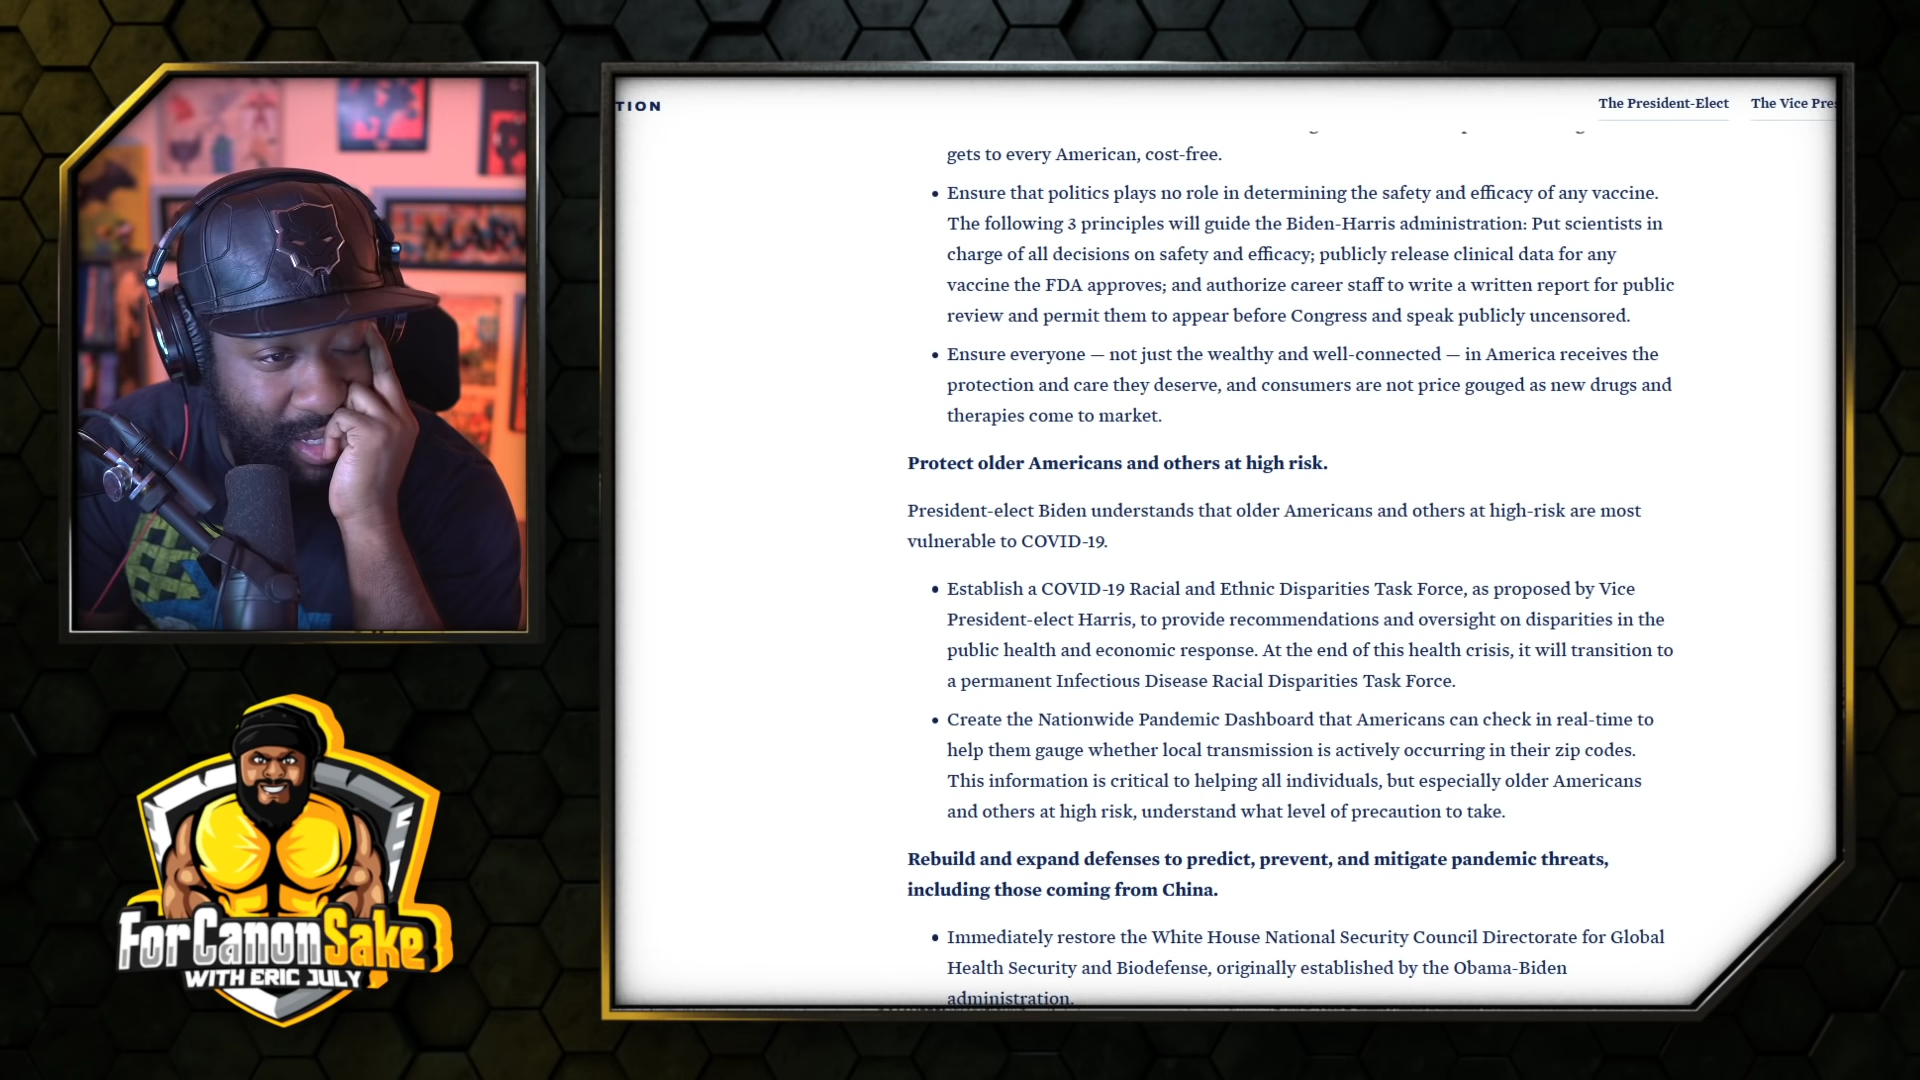 TION
The President-Elect
The Vice Pres
gets to every American, cost-free.
• Ensure that politics plays no role in determining the safety and efficacy of any vaccine.
The following 3 principles will guide the Biden-Harris administration: Put scientists in
charge of all decisions on safety and efficacy; publicly release clinical data for any
vaccine the FDA approves; and authorize career staff to write a written report for public
review and permit them to appear before Congress and speak publicly uncensored.
• Ensure everyone — not just the wealthy and well-connected — in America receives the
protection and care they deserve, and consumers are not price gouged as new drugs and
therapies come to market.
Protect older Americans and others at high risk.
President-elect Biden understands that older Americans and others at high-risk are most
vulnerable to COVID-19.
• Establish a COVID-19 Racial and Ethnic Disparities Task Force, as proposed by Vice
President-elect Harris, to provide recommendations and oversight on disparities in the
public health and economic response. At the end of this health crisis, it will transition to
a permanent Infectious Disease Racial Disparities Task Force.
• Create the Nationwide Pandemic Dashboard that Americans can check in real-time to
help them gauge whether local transmission is actively occurring in their zip codes.
This information is critical to helping all individuals, but especially older Americans
and others at high risk, understand what level of precaution to take.
Rebuild and expand defenses to predict, prevent, and mitigate pandemic threats,
including those coming from China.
• Immediately restore the White House National Security Council Directorate for Global
Health Security and Biodefense, originally established by the Obama-Biden
administration.
MARV
ForCanonSake
WITH ERIC JULY